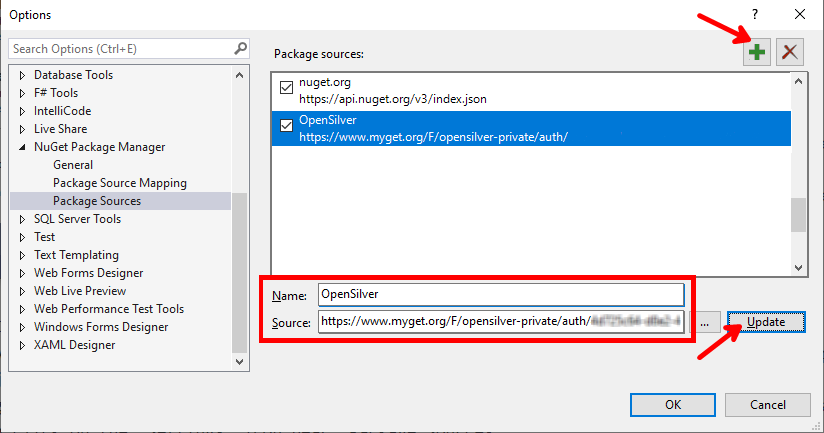 Options
?
Search Options (Ctrl+E)
Database Tools
F# Tools
IntelliCode
Live Share
NuGet Package Manager
General
Package Source Mapping
Package Sources
SQL Server Tools
Test
Text Templating
Web Forms Designer
Web Live Preview
Web Performance Test Tools
Windows Forms Designer
XAML Designer
Package sources:
nuget.org
https://api.nuget.org/v3/index.json
OpenSilver
https://www.myget.org/F/opensilver-private/auth/
Name: OpenSilver
Source: https://www.myget.org/F/opensilver-private/auth/
... Update
OK Cancel